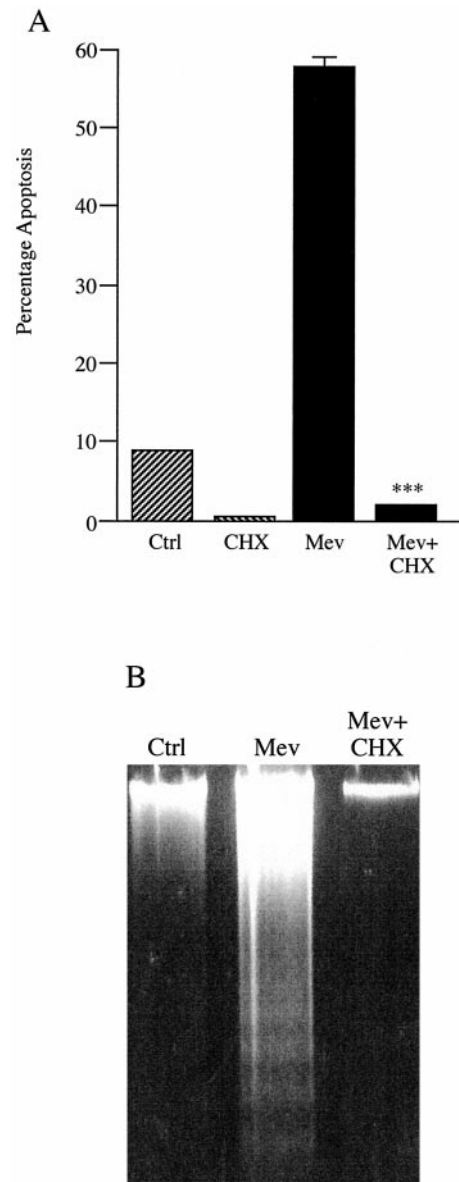 A
Percentage Apoptosis
60
50
40
30
20
10
0
***
Ctrl CHX Mev Mev+
CHX
B
Ctrl Mev Mev+
CHX